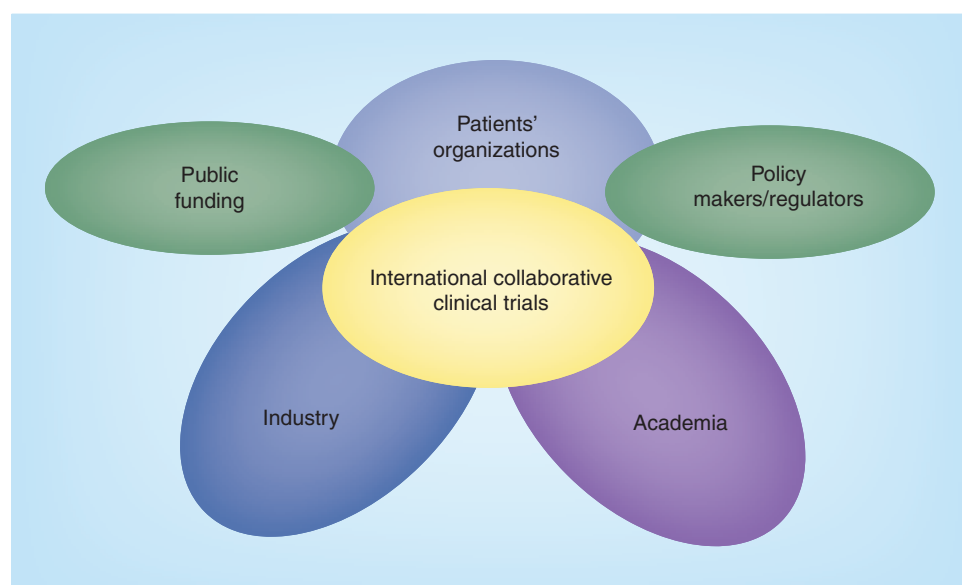 Patients'
organizations
Public
funding
Policy
makers/regulators
International collaborative
clinical trials
Industry
Academia